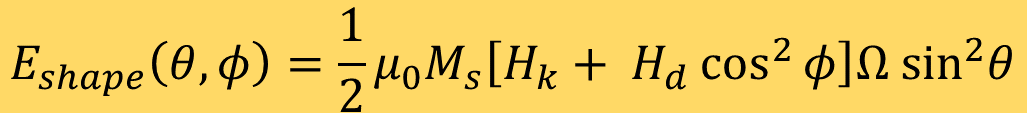 E_shape(θ, ϕ) = 1/2 μ₀M_s[H_k + H_d cos² ϕ]Ω sin²θ